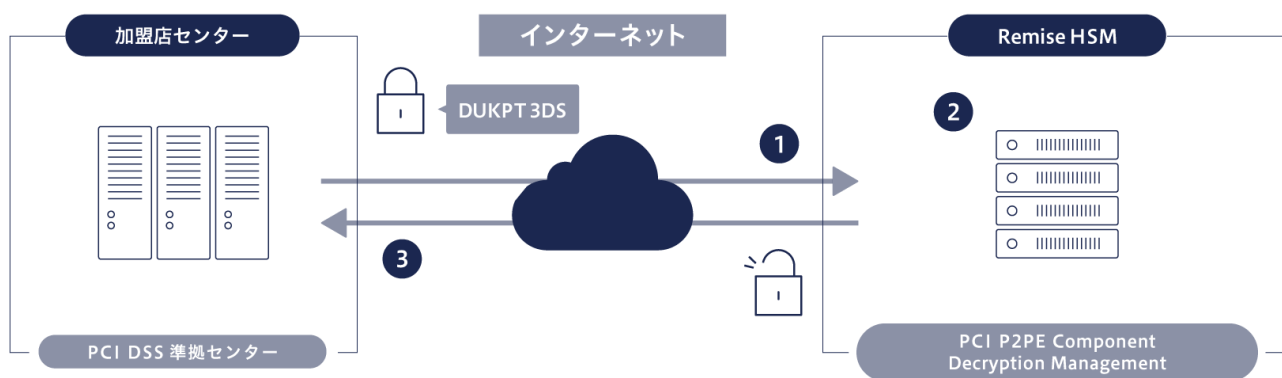 加盟店センター
インターネット
Remise HSM
DUKPT 3DS
1
2
3
PCI DSS 準拠センター
PCI P2PE Component
Decryption Management